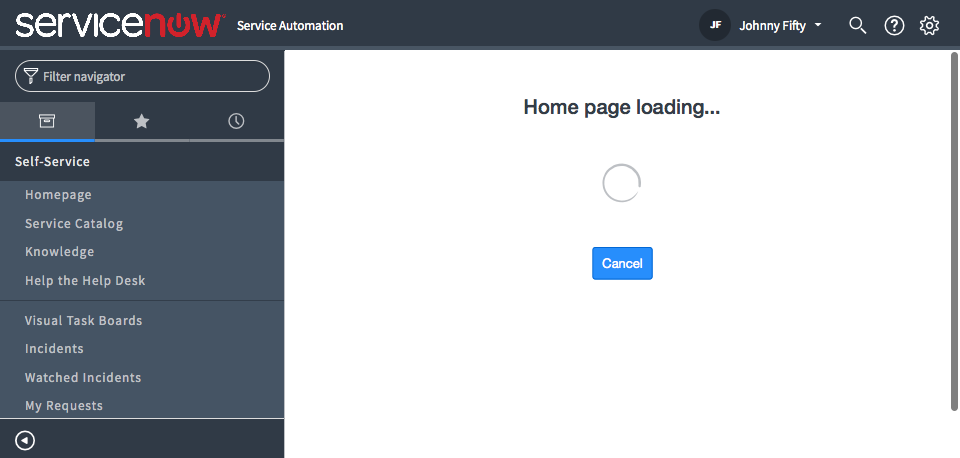 servicenow Service Automation JF Johnny Fifty
Filter navigator
Home page loading...
Self-Service
Homepage
Service Catalog
Knowledge
Help the Help Desk
Cancel
Visual Task Boards
Incidents
Watched Incidents
My Requests